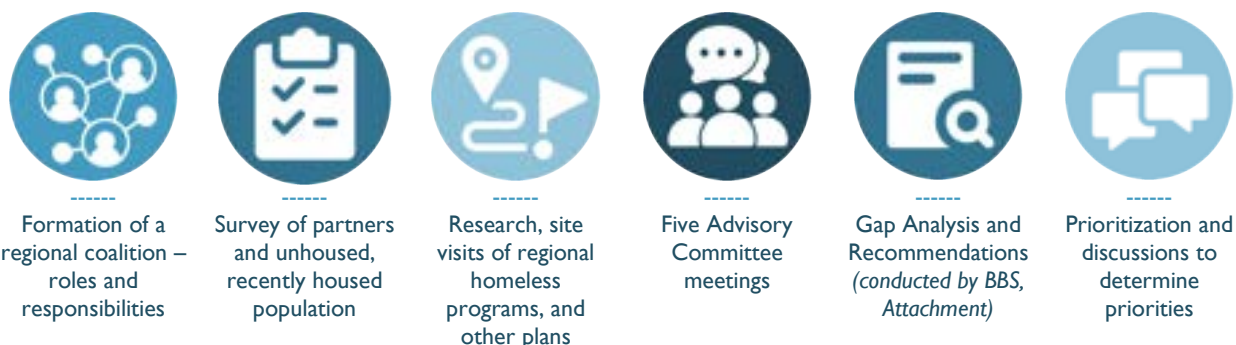 ------
Formation of a
regional coalition –
roles and
responsibilities
------
Survey of partners
and unhoused,
recently housed
population
------
Research, site
visits of regional
homeless
programs, and
other plans
------
Five Advisory
Committee
meetings
------
Gap Analysis and
Recommendations
(conducted by BBS,
Attachment)
------
Prioritization and
discussions to
determine
priorities